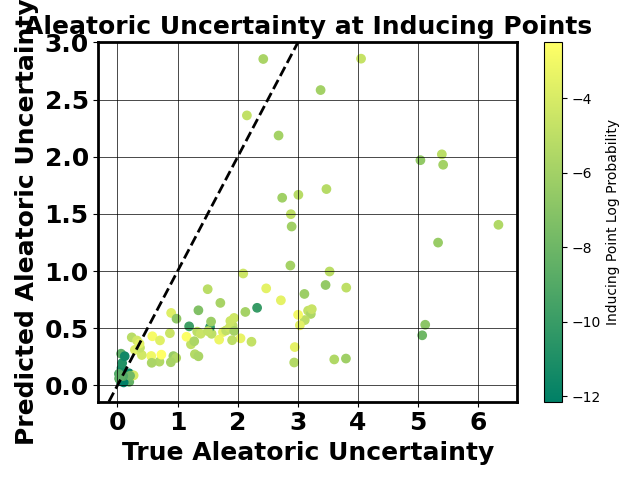 Aleatoric Uncertainty at Inducing Points
Predicted Aleatoric Uncertainty
3.0
2.5
2.0
1.5
1.0
0.5
0.0
0 1 2 3 4 5 6
True Aleatoric Uncertainty
−4
−6
−8
−10
−12
Inducing Point Log Probability